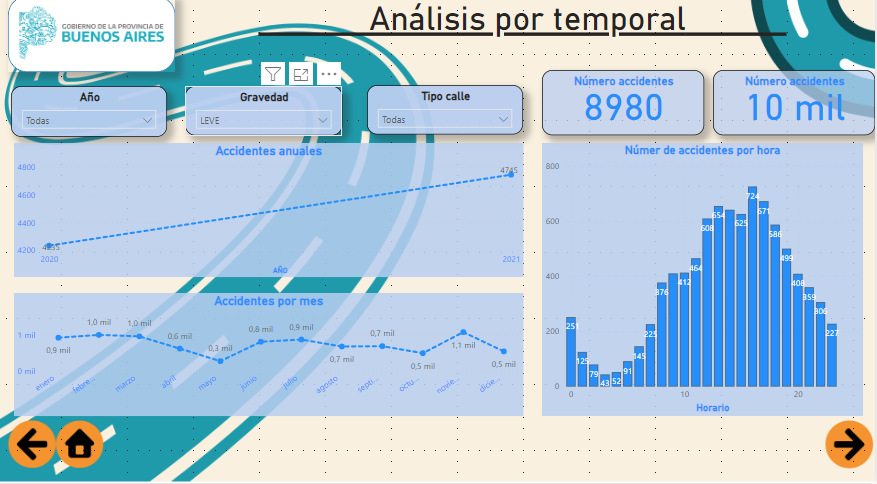 GOBIERNO DE LA PROVINCIA DE
BUENOS AIRES
Análisis por temporal
Año
Todas
Gravedad
LEVE
Tipo calle
Todas
Número accidentes
8980
Número accidentes
10 mil
Accidentes anuales
4800
4600
4400
4200
4235
4745
2020
2021
AÑO
Accidentes por mes
1 mil
0 mil
0,9 mil
1,0 mil
1,0 mil
0,6 mil
0,3 mil
0,8 mil
0,9 mil
0,7 mil
0,7 mil
0,5 mil
1,1 mil
0,5 mil
enero
febre...
marzo
abril
mayo
junio
julio
agosto
septi...
octu...
novie...
dicie...
Númer de accidentes por hora
800
600
400
200
0
251
125
79
43
52
91
145
225
376
412
464
608
654
625
724
671
586
499
408
359
306
227
0
10
20
Horario